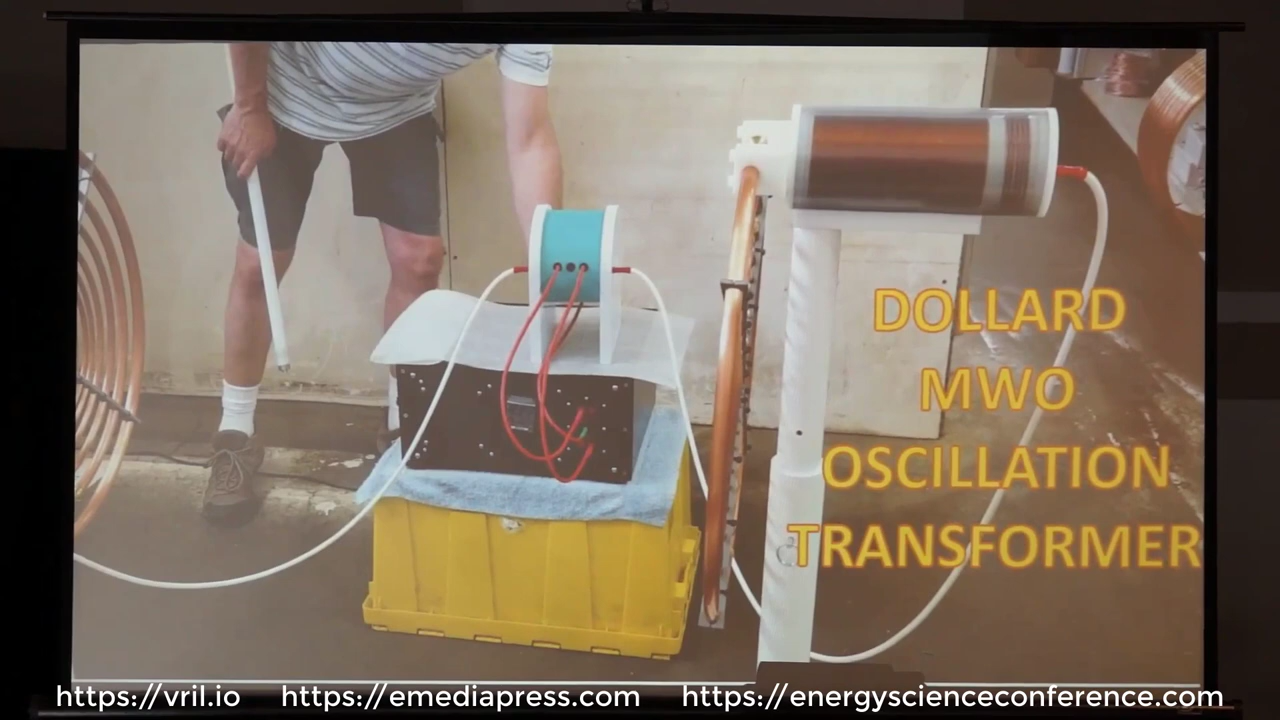 DOLLARD
MWO
OSCILLATION
TRANSFORMER
https://vril.io https://emediapress.com https://energyscienceconference.com